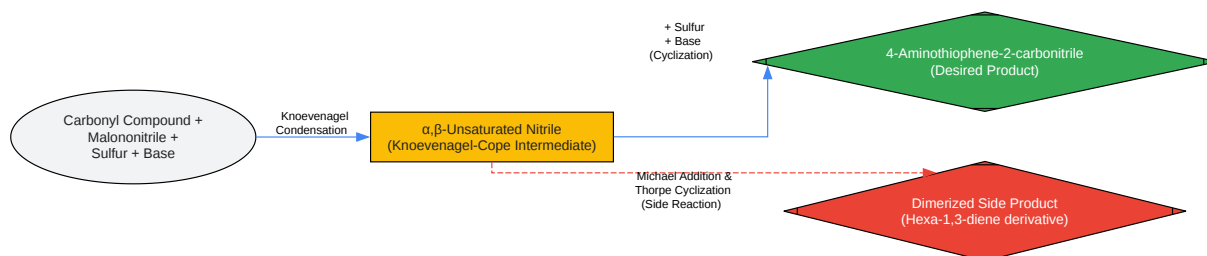 Carbonyl Compound +
Malononitrile +
Sulfur + Base
Knoevenagel
Condensation
α,β-Unsaturated Nitrile
(Knoevenagel-Cope Intermediate)
+ Sulfur
+ Base
(Cyclization)
4-Aminothiophene-2-carbonitrile
(Desired Product)
Michael Addition &
Thorpe Cyclization
(Side Reaction)
Dimerized Side Product
(Hexa-1,3-diene derivative)